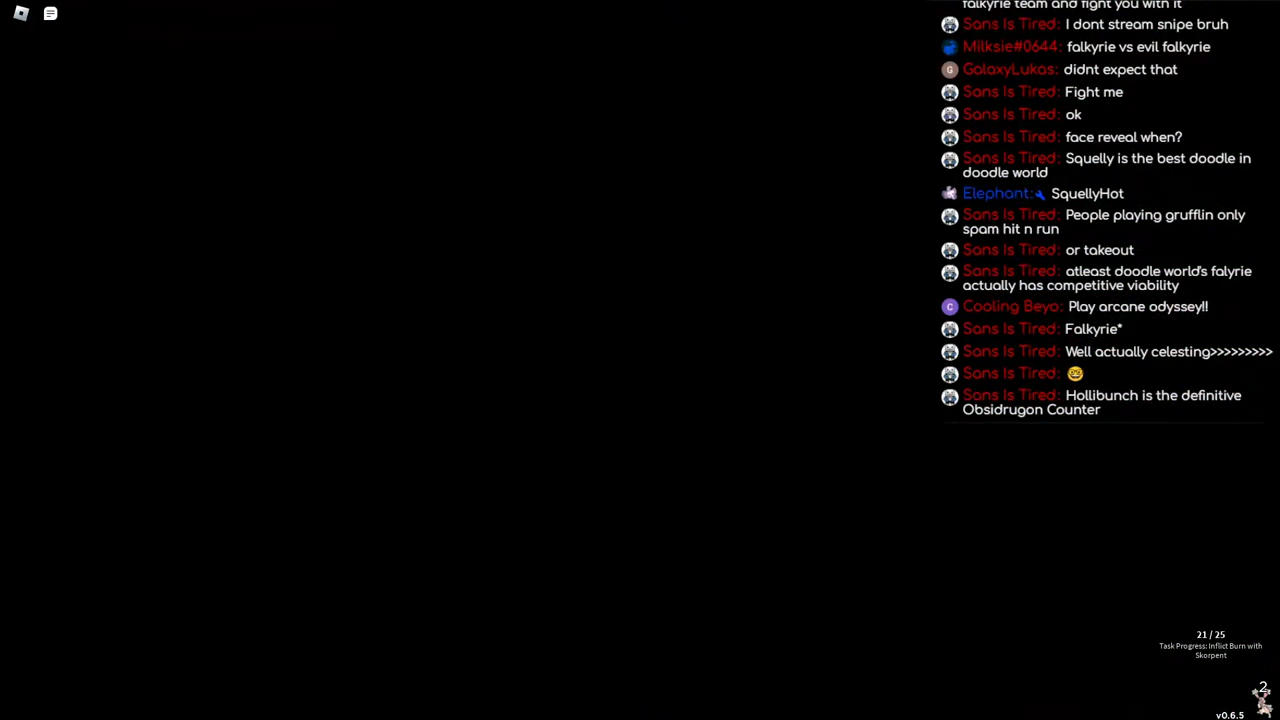 falkyrie team and fight you with it
Sans Is Tired: I dont stream snipe bruh
Milksie#0644: falkyrie vs evil falkyrie
G GalaxyLukas: didnt expect that
Sans Is Tired: Fight me
Sans Is Tired: ok
Sans Is Tired: face reveal when?
Sans Is Tired: Squelly is the best doodle in
doodle world
Elephant: SquellyHot
Sans Is Tired: People playing grufflin only
spam hit n run
Sans Is Tired: or takeout
Sans Is Tired: atleast doodle world's falyrie
actually has competitive viability
C Cooling Beyo: Play arcane odyssey!!
Sans Is Tired: Falkyrie*
Sans Is Tired: Well actually celesting>>>>>>>>>
Sans Is Tired: 🤓
Sans Is Tired: Hollibunch is the definitive
Obsidrugon Counter
21 / 25
Task Progress: Inflict Burn with
Skorpent
2
v0.6.5